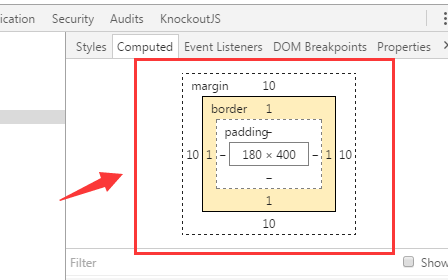 ication Security Audits KnockoutJS
Styles Computed Event Listeners DOM Breakpoints Properties
margin 10
border 1
padding –
10 1 – 180 × 400 – 1 10
–
1
10
Filter Show